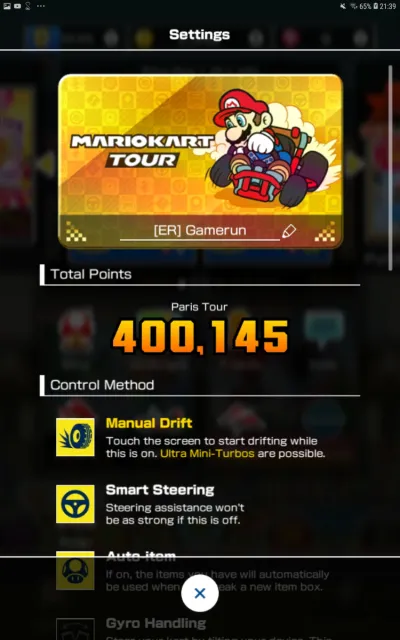 65% 21:39
Settings
MARIOKART
TOUR
[ER] Gamerun
Total Points
Paris Tour
400,145
Control Method
Manual Drift
Touch the screen to start drifting while
this is on. Ultra Mini-Turbos are possible.
Smart Steering
Steering assistance won't
be as strong if this is off.
Auto-Item
If on, the items you have will automatically
be used when break a new item box.
Gyro Handling